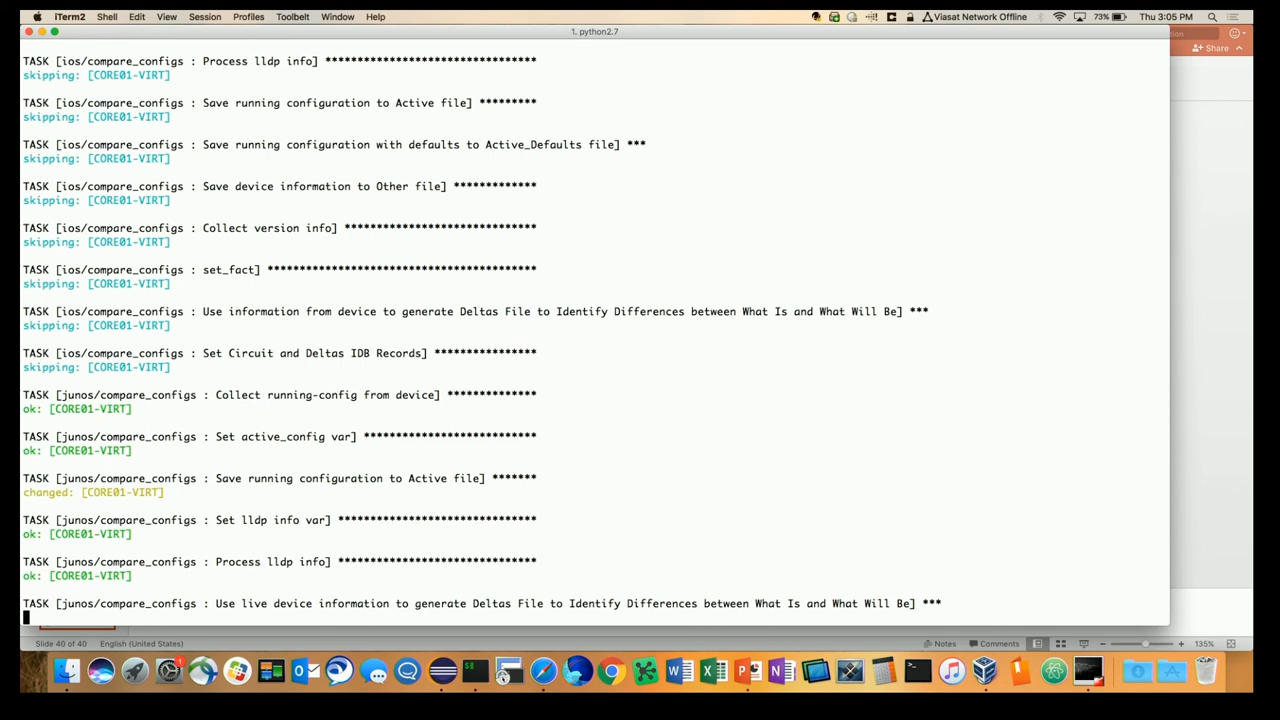 iTerm2 Shell Edit View Session Profiles Toolbelt Window Help Viasat Network Offline 73% Thu 3:05 PM
1. python2.7
Share
TASK [ios/compare_configs : Process lldp info] *********************************
skipping: [CORE01-VIRT]
TASK [ios/compare_configs : Save running configuration to Active file] *********
skipping: [CORE01-VIRT]
TASK [ios/compare_configs : Save running configuration with defaults to Active_Defaults file] ***
skipping: [CORE01-VIRT]
TASK [ios/compare_configs : Save device information to Other file] *************
skipping: [CORE01-VIRT]
TASK [ios/compare_configs : Collect version info] ******************************
skipping: [CORE01-VIRT]
TASK [ios/compare_configs : set_fact] ******************************************
skipping: [CORE01-VIRT]
TASK [ios/compare_configs : Use information from device to generate Deltas File to Identify Differences between What Is and What Will Be] ***
skipping: [CORE01-VIRT]
TASK [ios/compare_configs : Set Circuit and Deltas IDB Records] ****************
skipping: [CORE01-VIRT]
TASK [junos/compare_configs : Collect running-config from device] **************
ok: [CORE01-VIRT]
TASK [junos/compare_configs : Set active_config var] ***************************
ok: [CORE01-VIRT]
TASK [junos/compare_configs : Save running configuration to Active file] *******
changed: [CORE01-VIRT]
TASK [junos/compare_configs : Set lldp info var] *******************************
ok: [CORE01-VIRT]
TASK [junos/compare_configs : Process lldp info] *******************************
ok: [CORE01-VIRT]
TASK [junos/compare_configs : Use live device information to generate Deltas File to Identify Differences between What Is and What Will Be] ***
Slide 40 of 40 English (United States) Notes Comments 135%